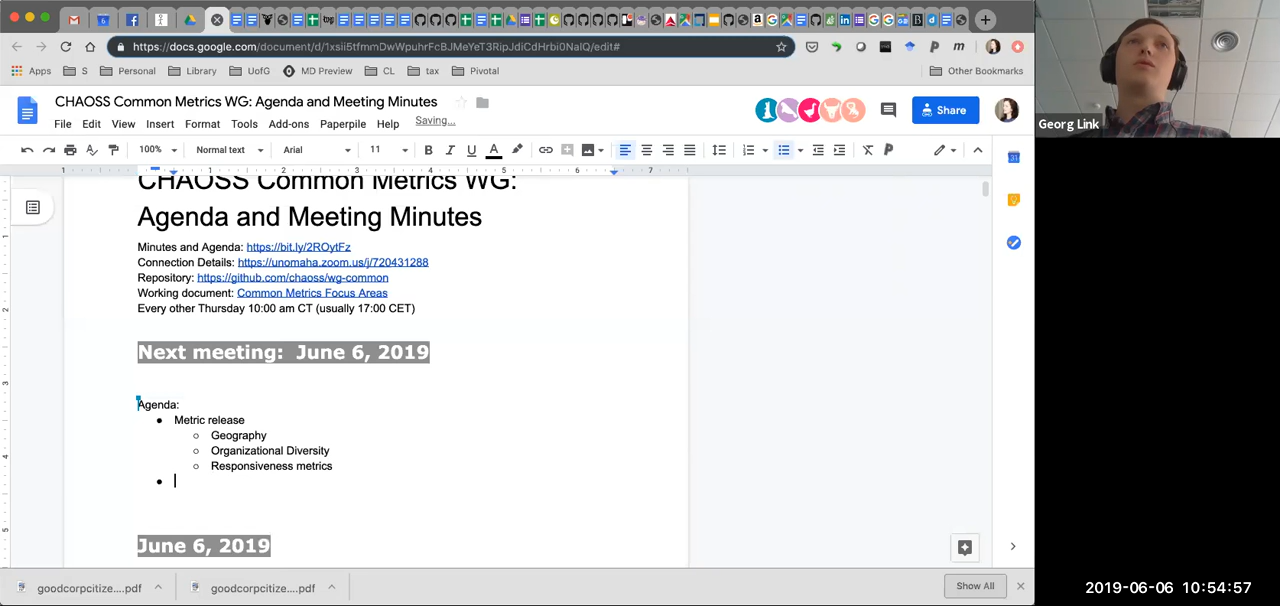 https://docs.google.com/document/d/1xsii5tfmmDwWpuhrFcBJMeYeT3RipJdiCdHrbi0NaIQ/edit#
Apps S Personal Library UofG MD Preview CL tax Pivotal Other Bookmarks
CHAOSS Common Metrics WG: Agenda and Meeting Minutes
File Edit View Insert Format Tools Add-ons Paperpile Help Saving...
Share
Georg Link
100% Normal text Arial 11
CHAOSS Common Metrics WG:
Agenda and Meeting Minutes
Minutes and Agenda: https://bit.ly/2ROytFz
Connection Details: https://unomaha.zoom.us/j/720431288
Repository: https://github.com/chaoss/wg-common
Working document: Common Metrics Focus Areas
Every other Thursday 10:00 am CT (usually 17:00 CET)
Next meeting: June 6, 2019
Agenda:
Metric release
Geography
Organizational Diversity
Responsiveness metrics
June 6, 2019
goodcorpcitize....pdf goodcorpcitize....pdf Show All
2019-06-06 10:54:57